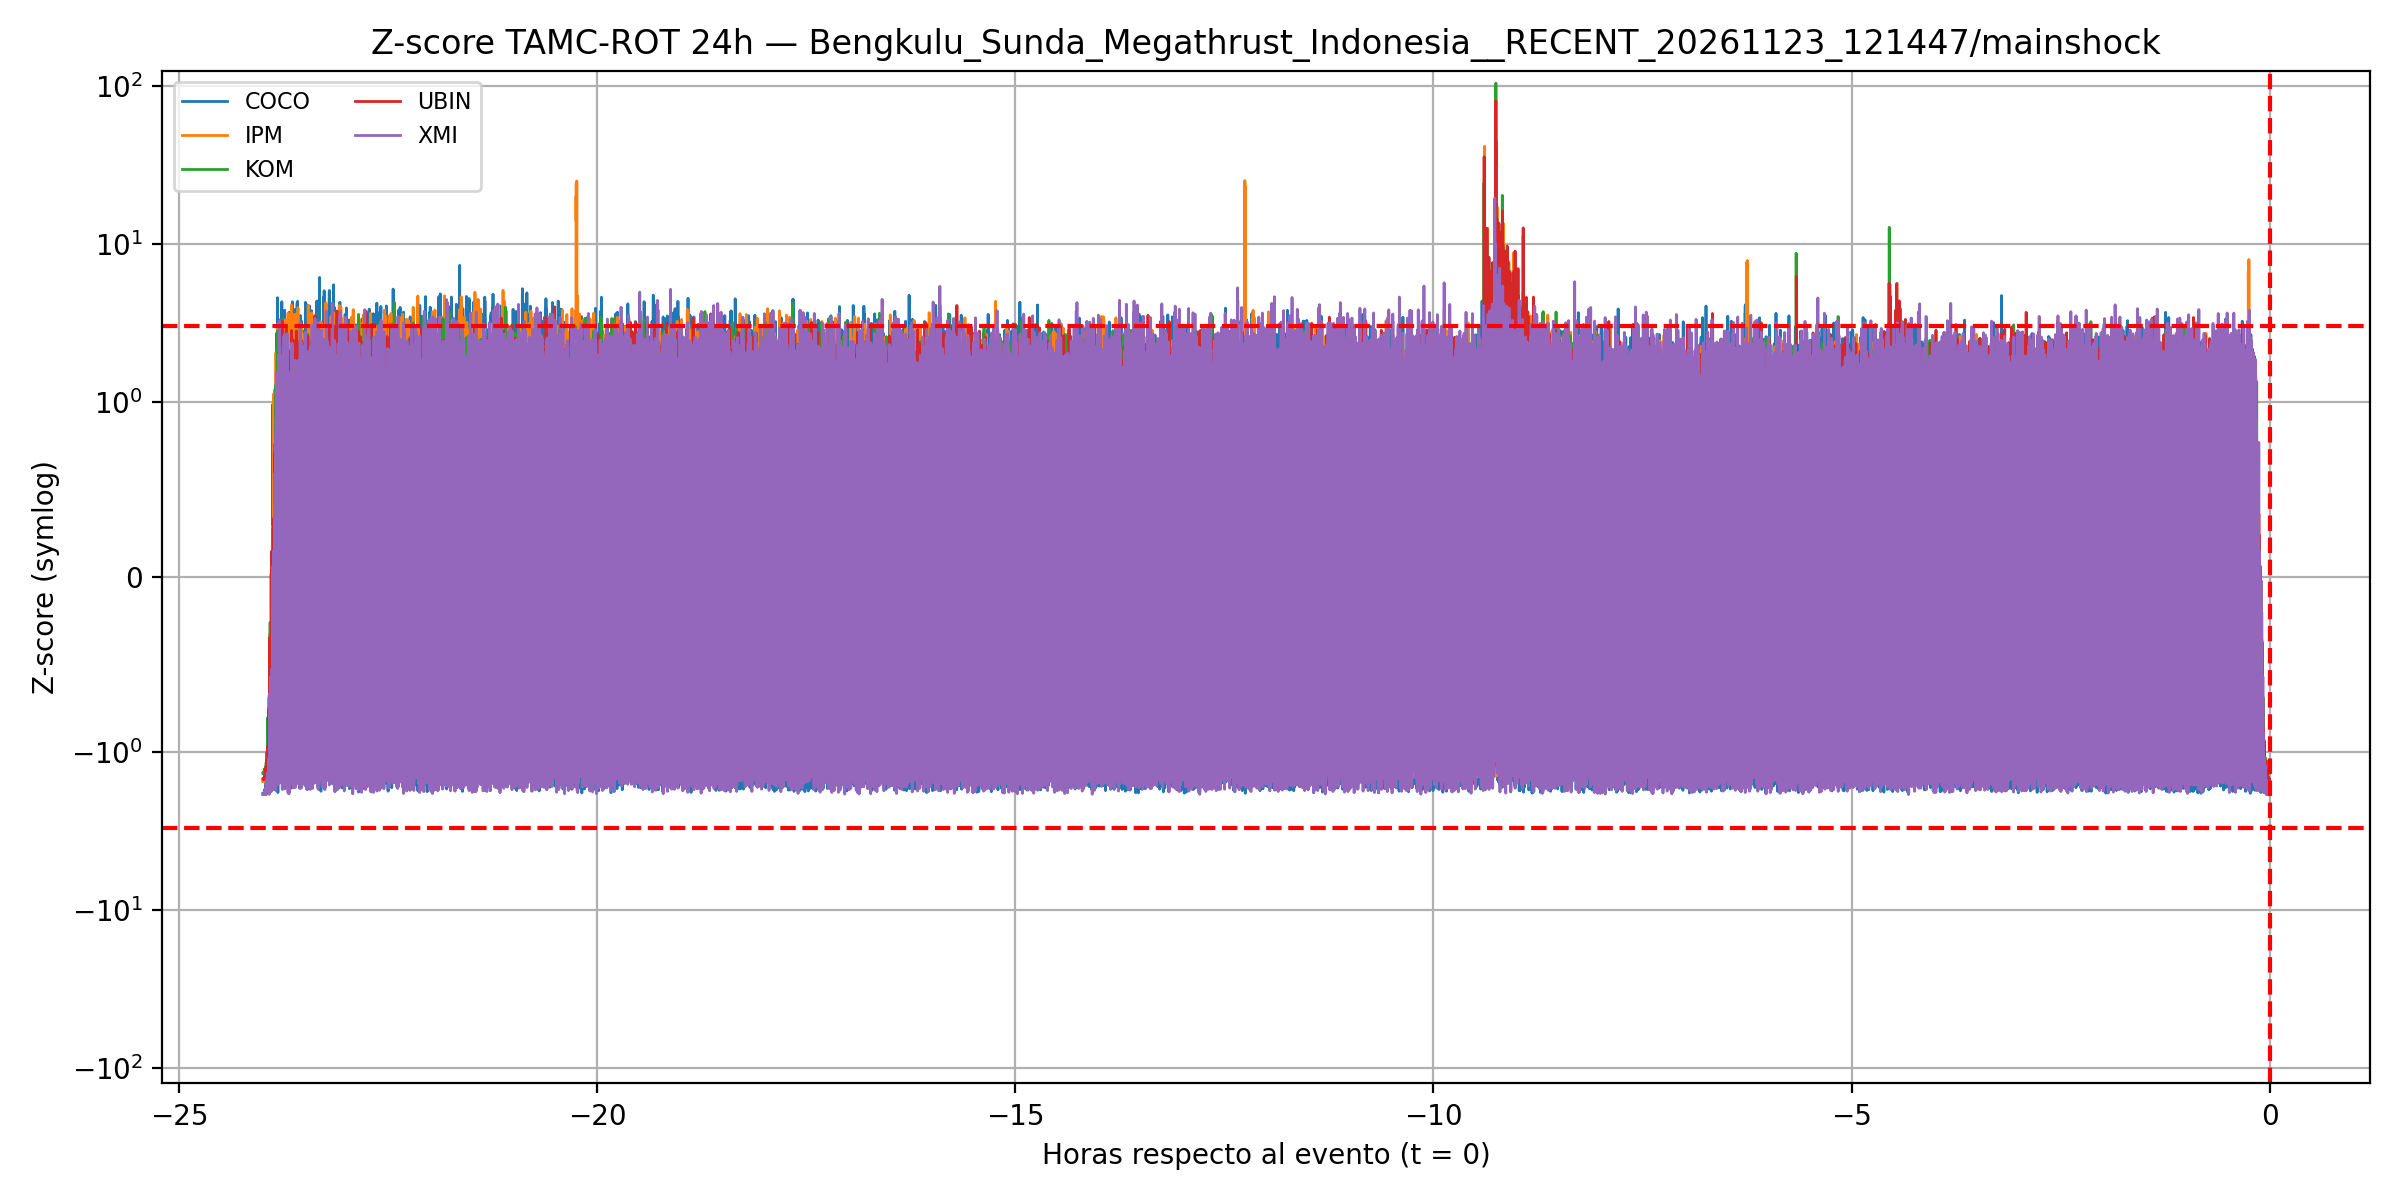 Z-score TAMC-ROT 24h — Bengkulu_Sunda_Megathrust_Indonesia__RECENT_20261123_121447/mainshock
COCO
IPM
KOM
UBIN
XMI
10²
10¹
10⁰
0
−10⁰
−10¹
−10²
Z-score (symlog)
−25
−20
−15
−10
−5
0
Horas respecto al evento (t = 0)